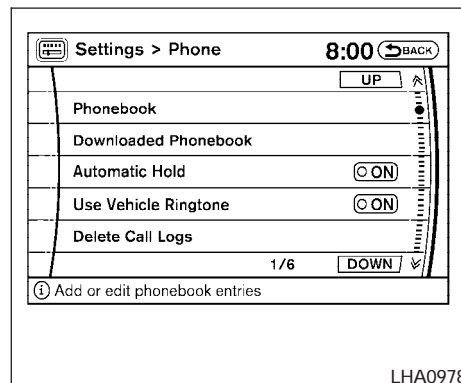 Settings > Phone 8:00 BACK
UP
Phonebook
Downloaded Phonebook
Automatic Hold ON
Use Vehicle Ringtone ON
Delete Call Logs
1/6 DOWN
i Add or edit phonebook entries
LHA0978